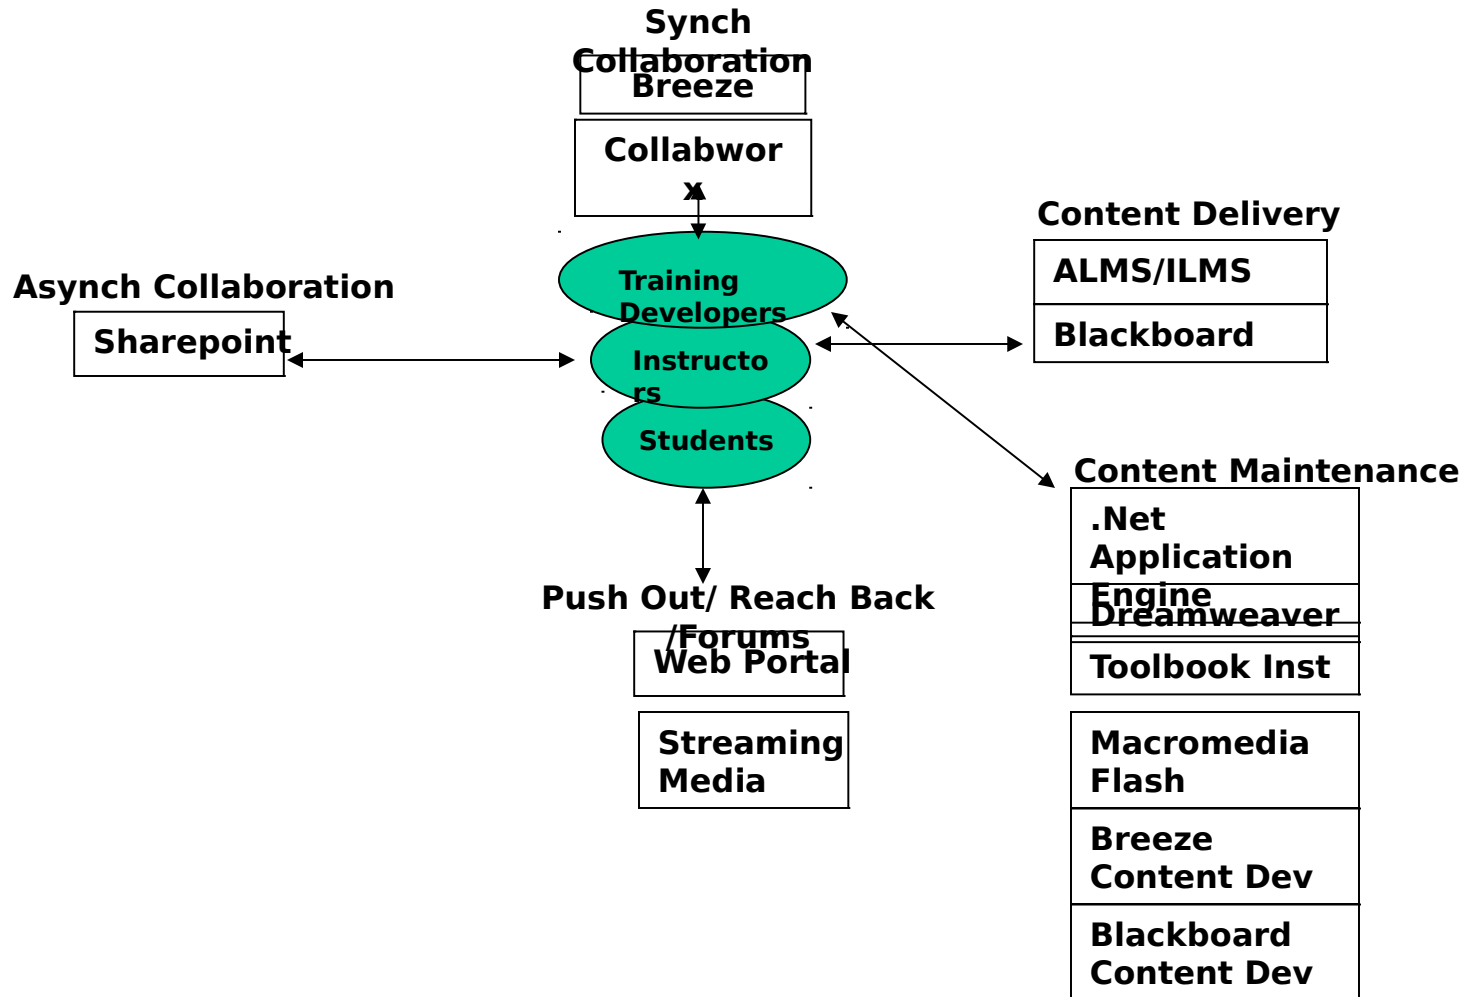 Synch
Collaboration
Breeze
Collabwor
x
Content Delivery
ALMS/ILMS
Blackboard
Asynch Collaboration
Sharepoint
Training
Developers
Instructo
rs
Students
Content Maintenance
.Net
Application
Engine
Dreamweaver
Toolbook Inst
Macromedia
Flash
Breeze
Content Dev
Blackboard
Content Dev
Push Out/ Reach Back
/Forums
Web Portal
Streaming
Media